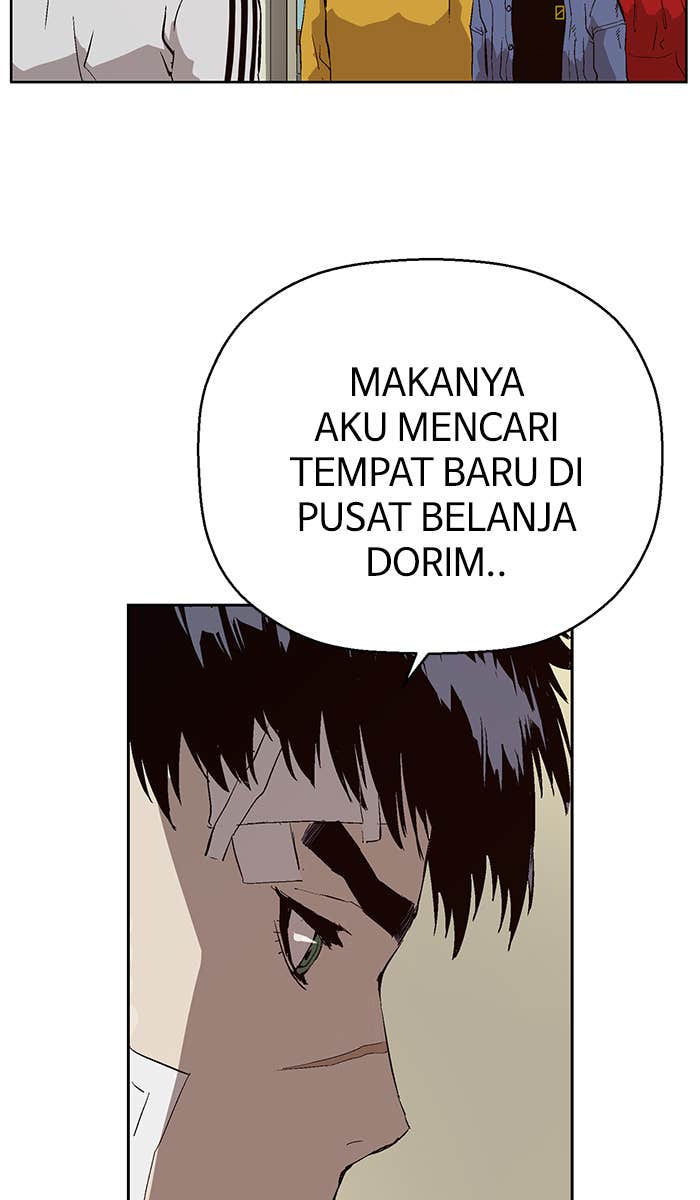 MAKANYA
AKU MENCARI
TEMPAT BARU DI
PUSAT BELANJA
DORIM..